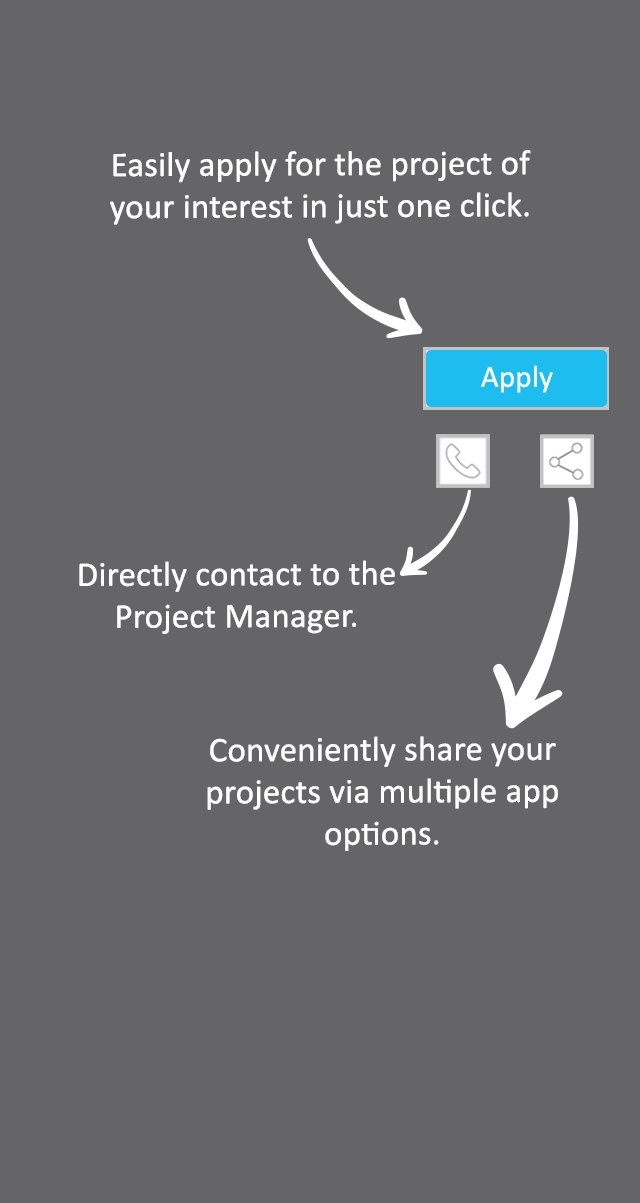 Easily apply for the project of
your interest in just one click.
Apply
Directly contact to the
Project Manager.
Conveniently share your
projects via multiple app
options.